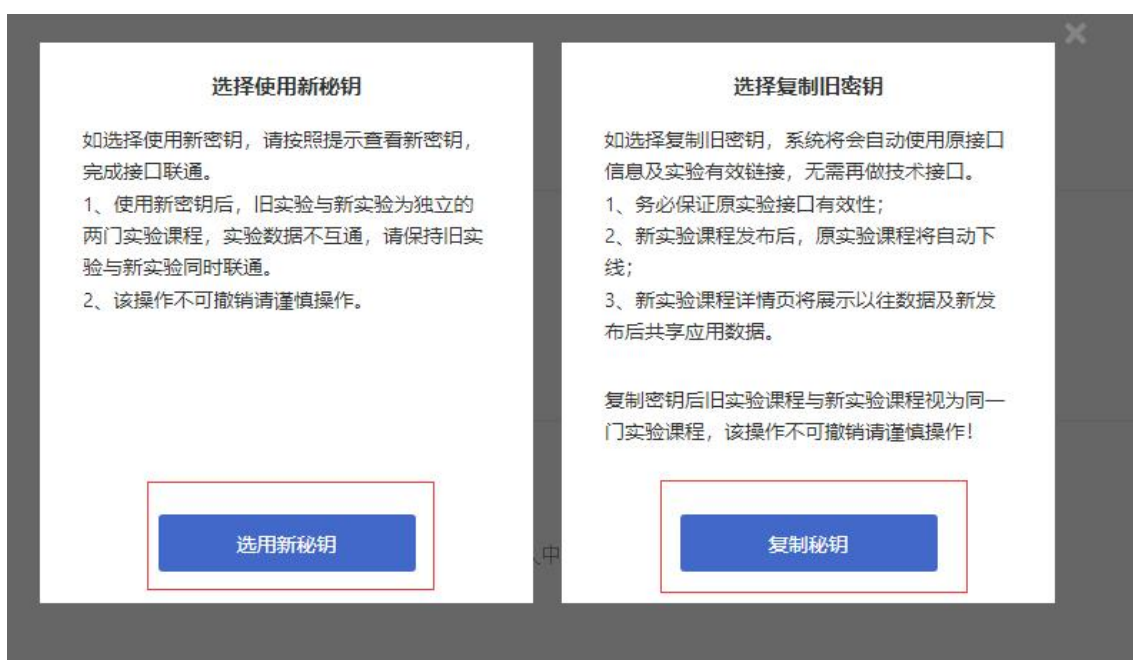 选择使用新秘钥
如选择使用新密钥，请按照提示查看新密钥，
完成接口联通。
1、使用新密钥后，旧实验与新实验为独立的
两门实验课程，实验数据不互通，请保持旧实
验与新实验同时联通。
2、该操作不可撤销请谨慎操作。
选用新秘钥
选择复制旧密钥
如选择复制旧密钥，系统将会自动使用原接口
信息及实验有效链接，无需再做技术接口。
1、务必保证原实验接口有效性；
2、新实验课程发布后，原实验课程将自动下
线；
3、新实验课程详情页将展示以往数据及新发
布后共享应用数据。
复制密钥后旧实验课程与新实验课程视为同一
门实验课程，该操作不可撤销请谨慎操作！
复制秘钥
中